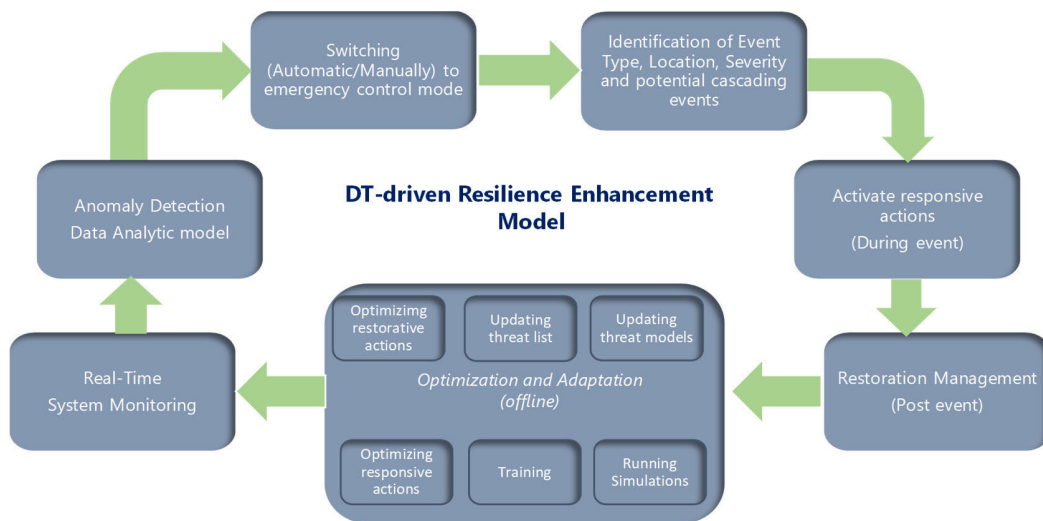 Switching
(Automatic/Manually) to
emergency control mode
Identification of Event
Type, Location, Severity
and potential cascading
events
Anomaly Detection
Data Analytic model
DT-driven Resilience Enhancement
Model
Activate responsive
actions
(During event)
Optimizimg
restorative
actions
Updating
threat list
Updating
threat models
Real-Time
System Monitoring
Optimization and Adaptation
(offline)
Restoration Management
(Post event)
Optimizing
responsive
actions
Training
Running
Simulations